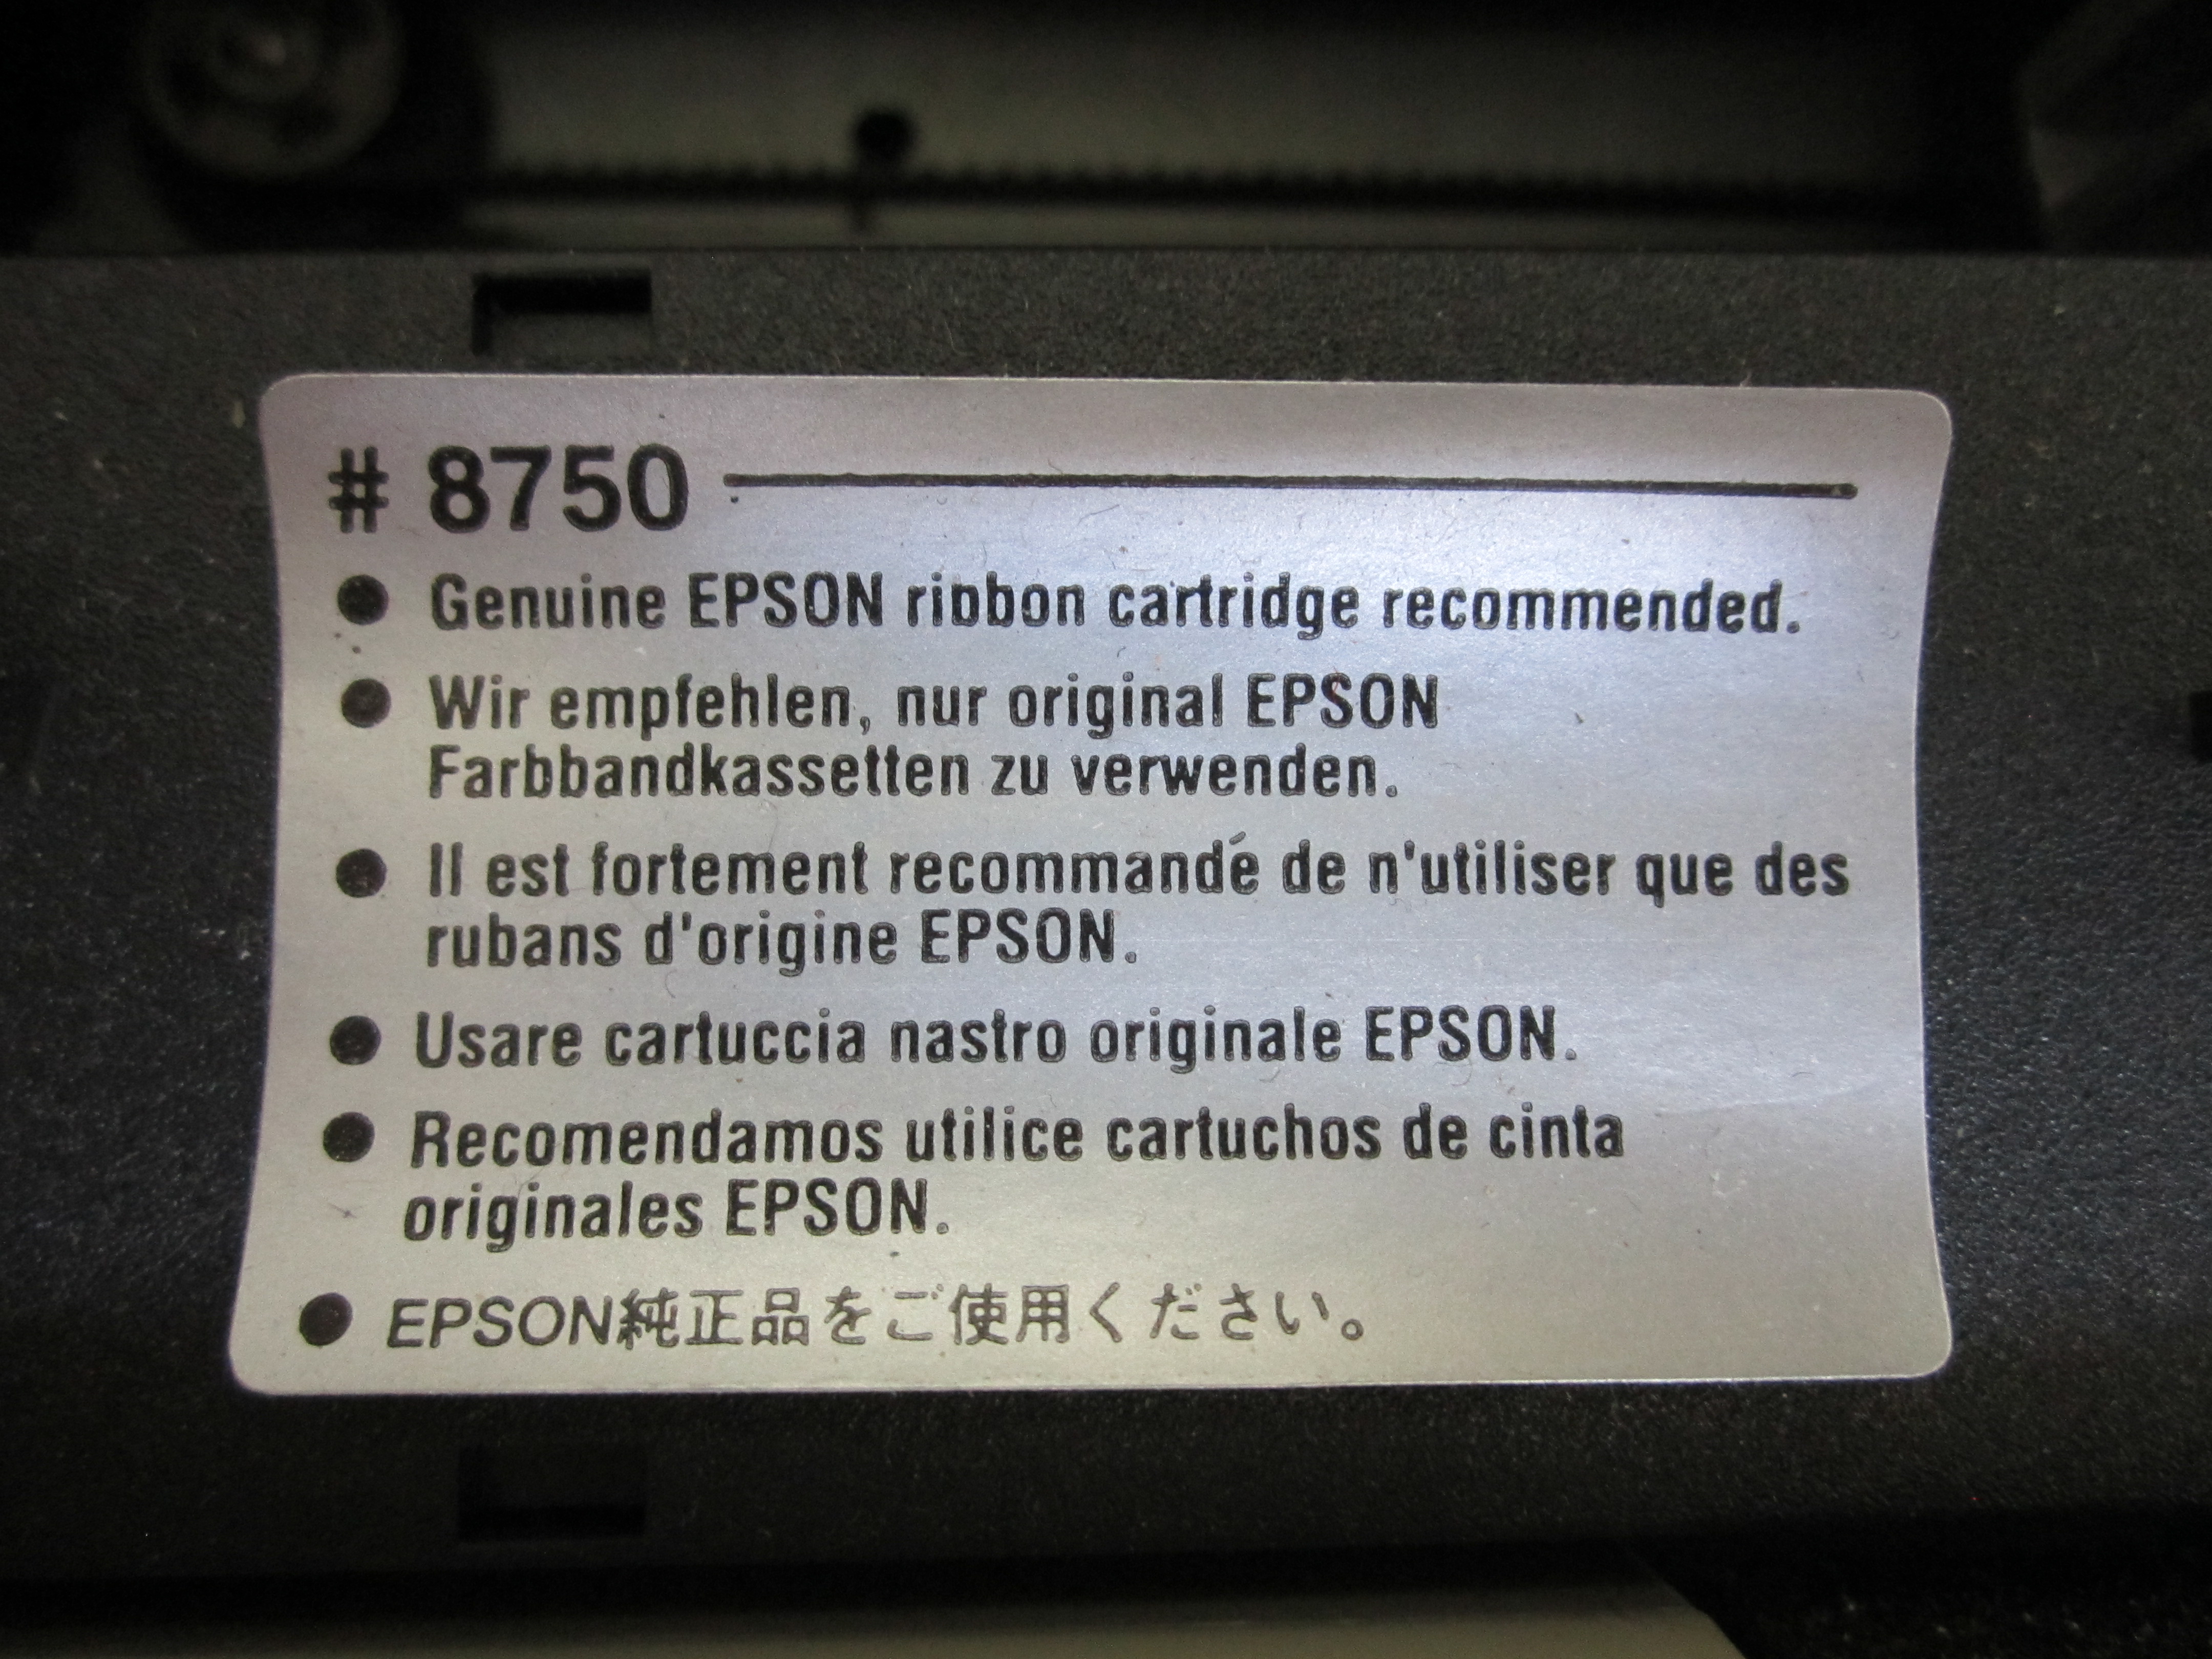 # 8750
● Genuine EPSON ribbon cartridge recommended.
● Wir empfehlen, nur original EPSON
Farbbandkassetten zu verwenden.
● Il est fortement recommandé de n'utiliser que des
rubans d'origine EPSON.
● Usare cartuccia nastro originale EPSON.
● Recomendamos utilice cartuchos de cinta
originales EPSON.
● EPSON純正品をご使用ください。